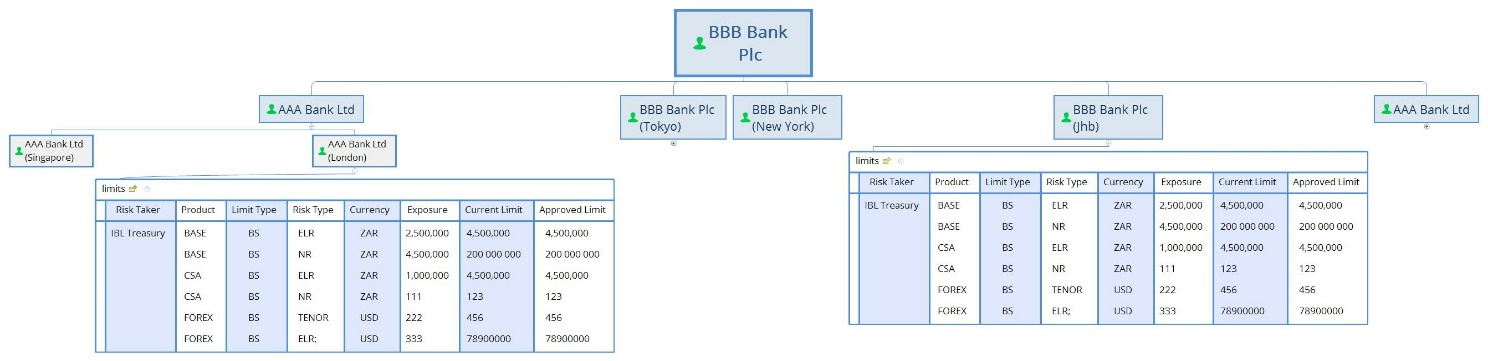 BBB Bank
Plc
AAA Bank Ltd
BBB Bank Plc
(Tokyo)
BBB Bank Plc
(New York)
BBB Bank Plc
(Jhb)
AAA Bank Ltd
AAA Bank Ltd
(Singapore)
AAA Bank Ltd
(London)
limits
Risk Taker Product Limit Type Risk Type Currency Exposure Current Limit Approved Limit
IBL Treasury BASE BS ELR ZAR 2,500,000 4,500,000 4,500,000
BASE BS NR ZAR 4,500,000 200 000 000 200 000 000
CSA BS ELR ZAR 1,000,000 4,500,000 4,500,000
CSA BS NR ZAR 111 123 123
FOREX BS TENOR USD 222 456 456
FOREX BS ELR; USD 333 78900000 78900000
limits
Risk Taker Product Limit Type Risk Type Currency Exposure Current Limit Approved Limit
IBL Treasury BASE BS ELR ZAR 2,500,000 4,500,000 4,500,000
BASE BS NR ZAR 4,500,000 200 000 000 200 000 000
CSA BS ELR ZAR 1,000,000 4,500,000 4,500,000
CSA BS NR ZAR 111 123 123
FOREX BS TENOR USD 222 456 456
FOREX BS ELR; USD 333 78900000 78900000